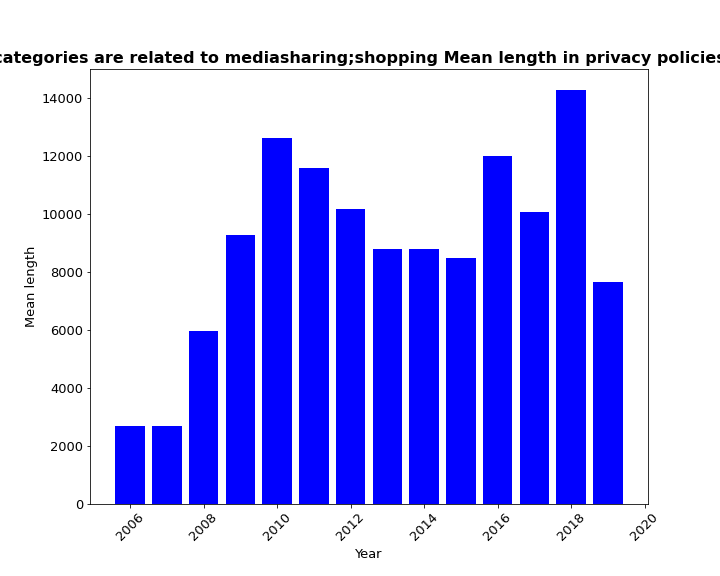 categories are related to mediasharing;shopping Mean length in privacy policies
14000
12000
10000
8000
6000
4000
2000
0
Mean length
2006 2008 2010 2012 2014 2016 2018 2020
Year